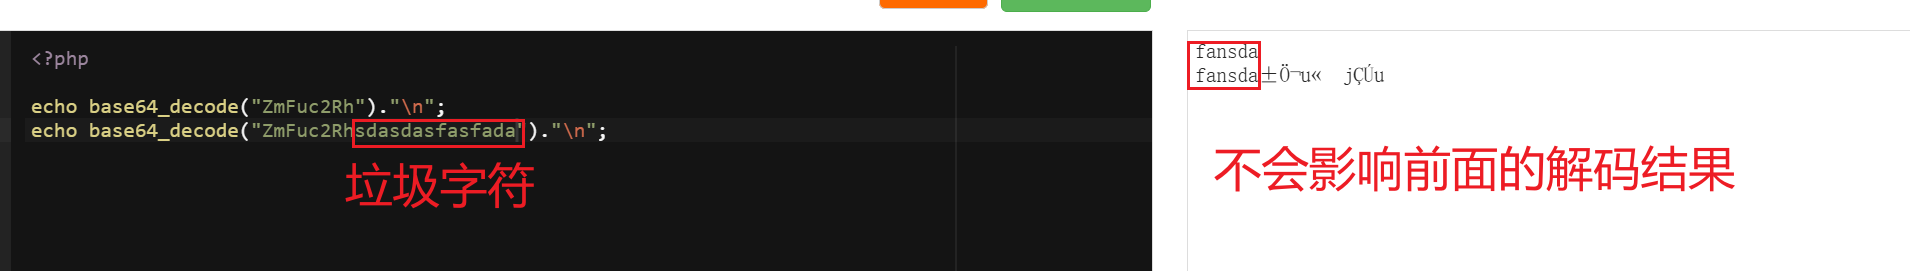 <?php
echo base64_decode("ZmFuc2Rh")."\n";
echo base64_decode("ZmFuc2Rhsdasdasfasfada")."\n";
垃圾字符
fansda
fansda±Ö¬u« jÇÚu
不会影响前面的解码结果